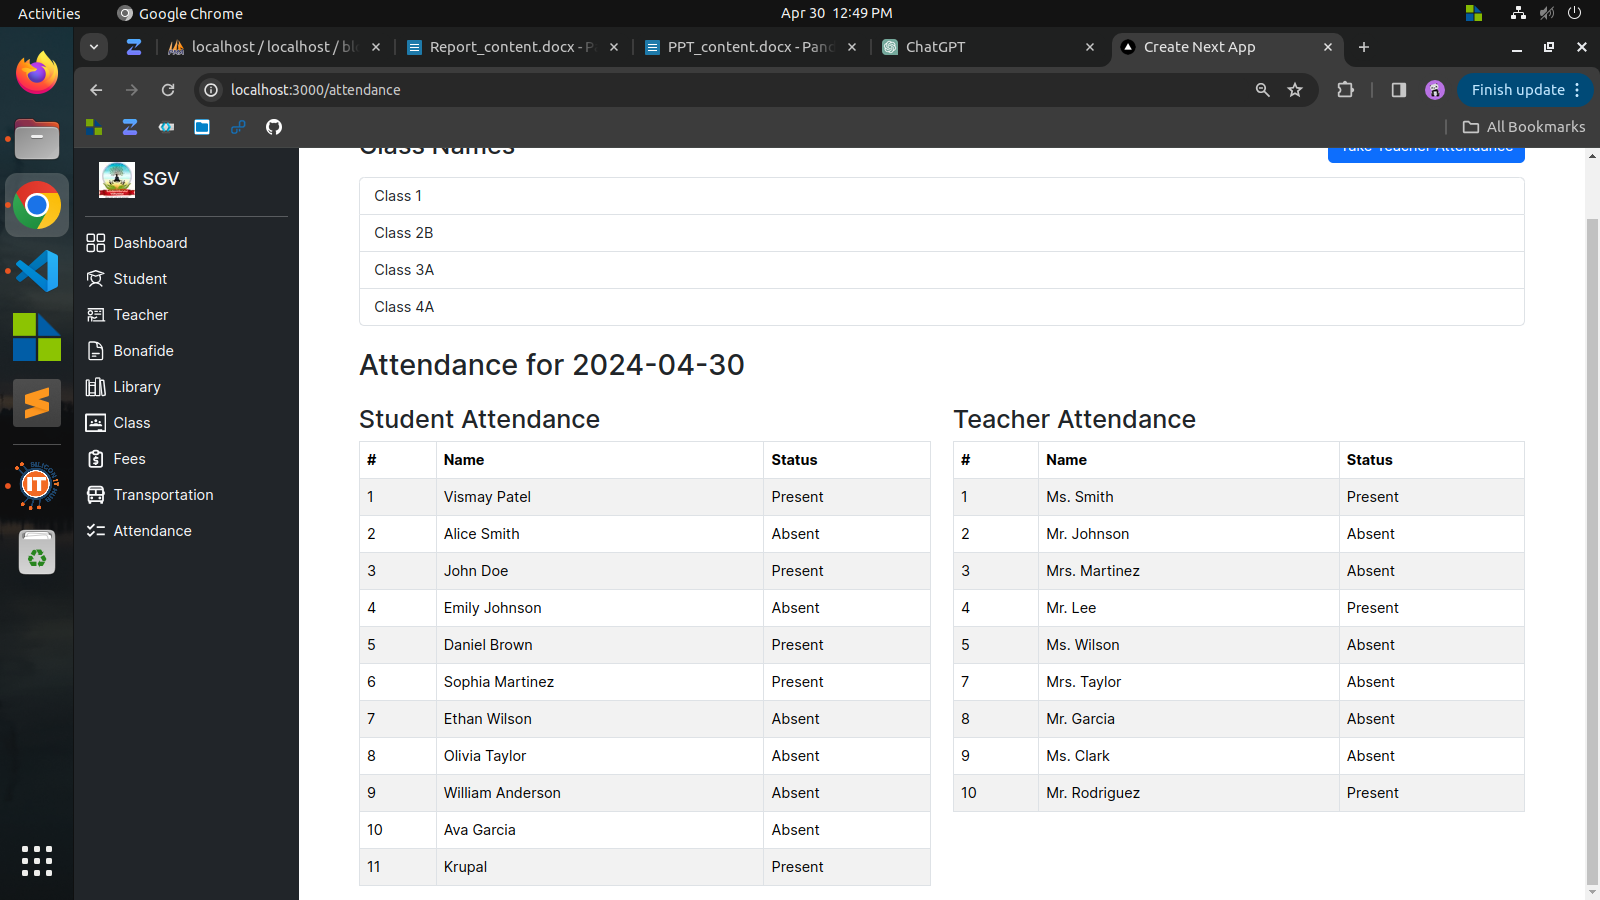 Activities Google Chrome Apr 30 12:49 PM
localhost / localhost / bl Report_content.docx - P PPT_content.docx - Pand ChatGPT Create Next App
localhost:3000/attendance Finish update
All Bookmarks
SGV
Dashboard
Student
Teacher
Bonafide
Library
Class
Fees
Transportation
Attendance
Class Names Take Teacher Attendance
Class 1
Class 2B
Class 3A
Class 4A
Attendance for 2024-04-30
Student Attendance
# Name Status
1 Vismay Patel Present
2 Alice Smith Absent
3 John Doe Present
4 Emily Johnson Absent
5 Daniel Brown Present
6 Sophia Martinez Present
7 Ethan Wilson Absent
8 Olivia Taylor Absent
9 William Anderson Absent
10 Ava Garcia Absent
11 Krupal Present
Teacher Attendance
# Name Status
1 Ms. Smith Present
2 Mr. Johnson Absent
3 Mrs. Martinez Absent
4 Mr. Lee Present
5 Ms. Wilson Absent
7 Mrs. Taylor Absent
8 Mr. Garcia Absent
9 Ms. Clark Absent
10 Mr. Rodriguez Present